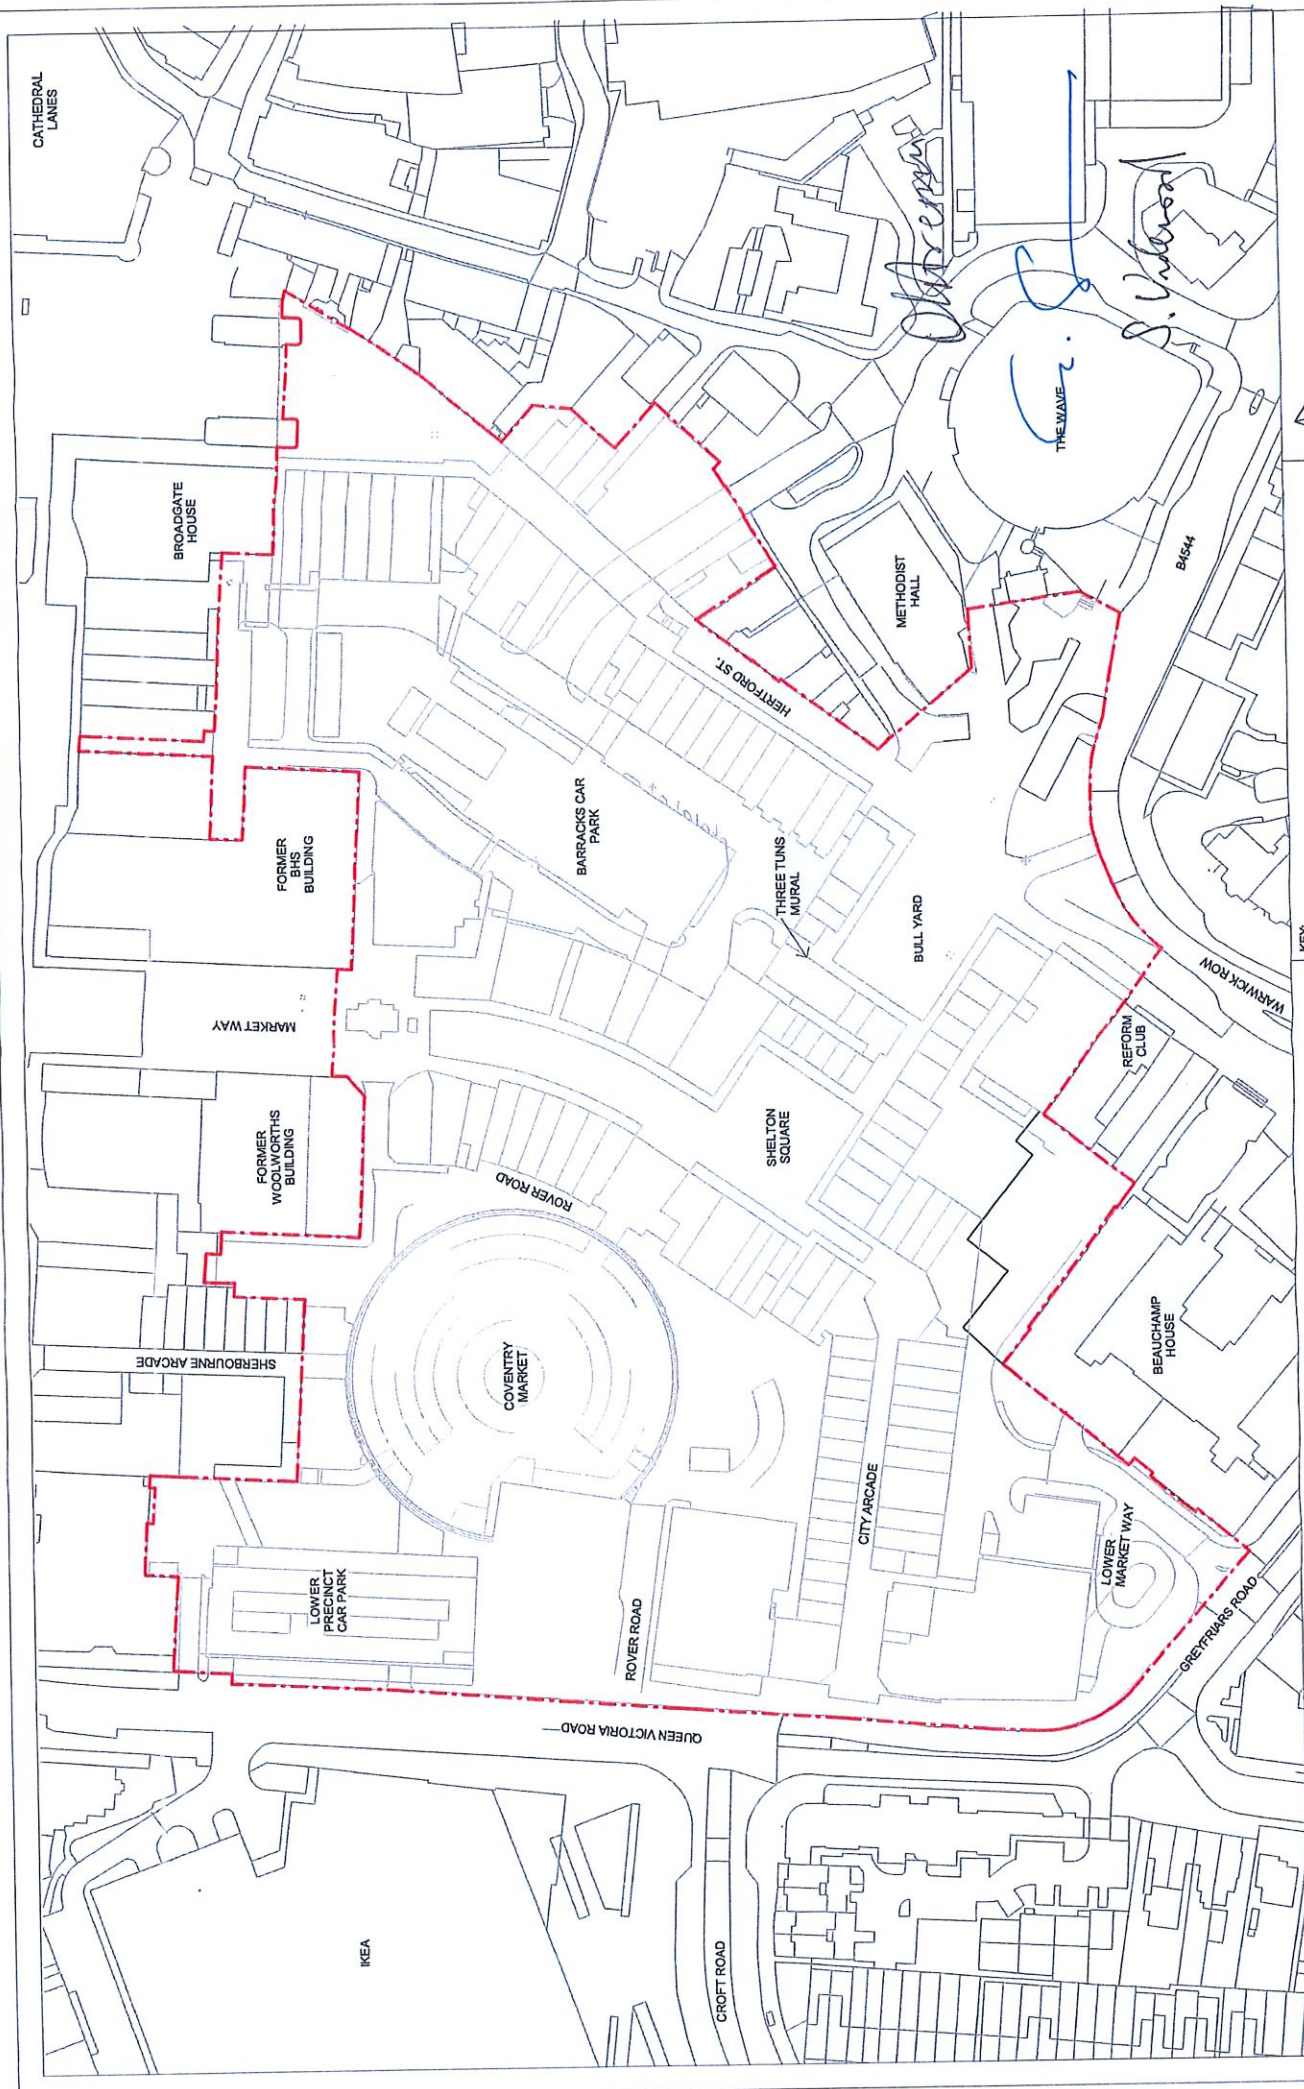 CATHEDRAL
LANES
BROADGATE
HOUSE
FORMER
BHS
BUILDING
MARKET WAY
FORMER
WOOLWORTHS
BUILDING
SHERBOURNE ARCADE
LOWER
PRECINCT
CAR PARK
QUEEN VICTORIA ROAD
IKEA
HERTFORD ST.
BARRACKS CAR
PARK
THREE TUNS
MURAL
BULL YARD
SHELTON
SQUARE
ROVER ROAD
COVENTRY
MARKET
ROVER ROAD
CITY ARCADE
CROFT ROAD
METHODIST
HALL
THE WAVE
B4544
WARWICK ROW
REFORM
CLUB
BEAUCHAMP
HOUSE
LOWER
MARKET WAY
GREYFRIARS ROAD
KEY